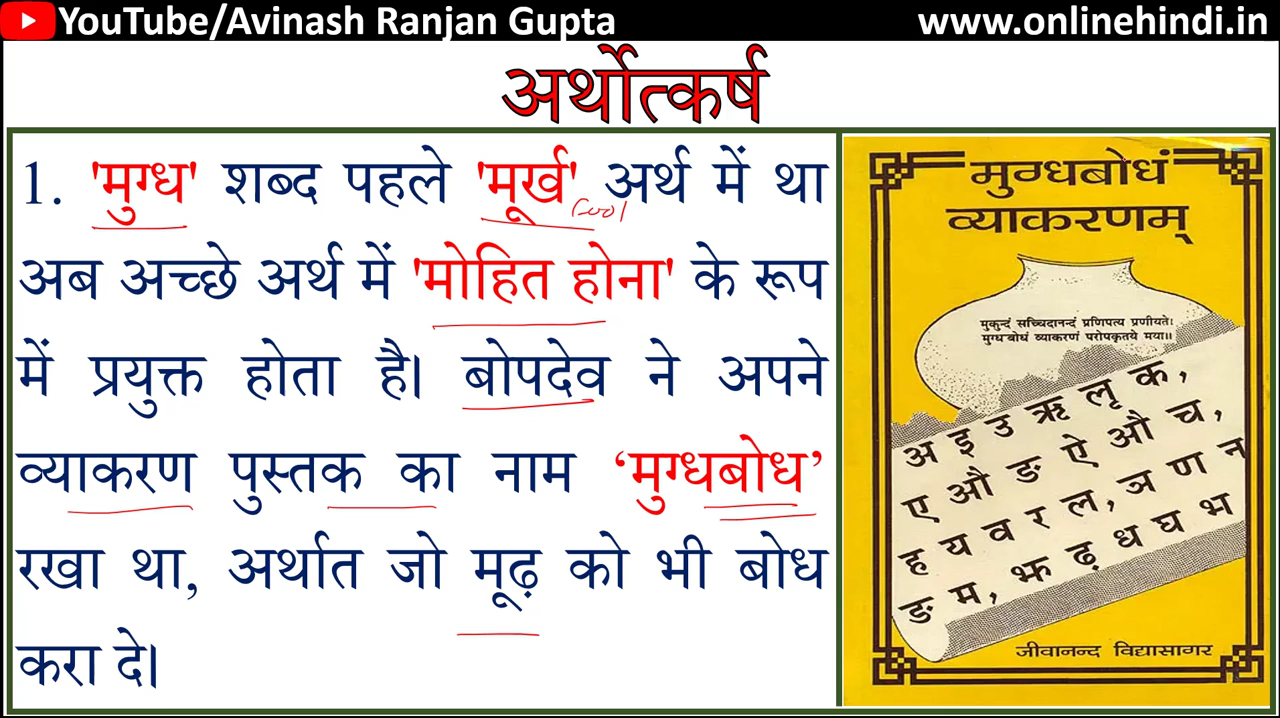 YouTube/Avinash Ranjan Gupta
www.onlinehindi.in
अर्थोत्कर्ष
1. 'मुग्ध' शब्द पहले 'मूर्ख' अर्थ में था
Fool
अब अच्छे अर्थ में 'मोहित होना' के रूप
में प्रयुक्त होता है। बोपदेव ने अपने
व्याकरण पुस्तक का नाम ‘मुग्धबोध’
रखा था, अर्थात जो मूढ़ को भी बोध
करा दे।
मुग्धबोधं
व्याकरणम्
मुकुन्दं सच्चिदानन्दं प्रणिपत्य प्रणीयते।
मुग्ध-बोधं व्याकरणं परोपकृतये मया॥
अ इ उ ऋ लृ क,
ए औ ङ ऐ औ च,
ह य व र ल, ञ ण न
ङ म, झ ढ़ ध घ भ
जीवानन्द विद्यासागर